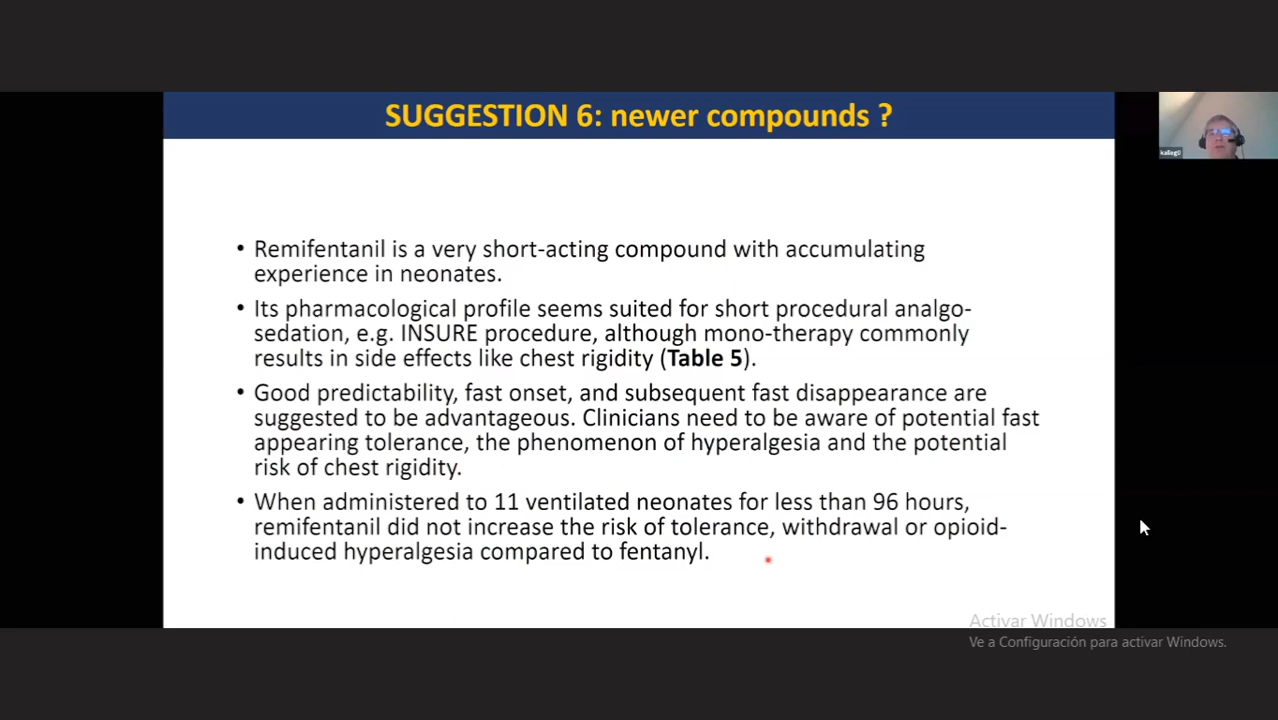 SUGGESTION 6: newer compounds ?
kallegO
• Remifentanil is a very short-acting compound with accumulating
experience in neonates.
• Its pharmacological profile seems suited for short procedural analgo-
sedation, e.g. INSURE procedure, although mono-therapy commonly
results in side effects like chest rigidity (Table 5).
• Good predictability, fast onset, and subsequent fast disappearance are
suggested to be advantageous. Clinicians need to be aware of potential fast
appearing tolerance, the phenomenon of hyperalgesia and the potential
risk of chest rigidity.
• When administered to 11 ventilated neonates for less than 96 hours,
remifentanil did not increase the risk of tolerance, withdrawal or opioid-
induced hyperalgesia compared to fentanyl.
Activar Windows
Ve a Configuración para activar Windows.